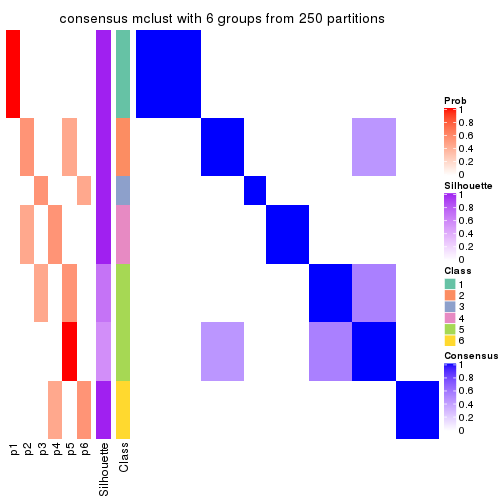 consensus mclust with 6 groups from 250 partitions
Prob
1
0.8
0.6
0.4
0.2
0
Silhouette
1
0.8
0.6
0.4
0.2
0
Class
1
2
3
4
5
6
Consensus
1
0.8
0.6
0.4
0.2
0
p1
p2
p3
p4
p5
p6
Silhouette
Class